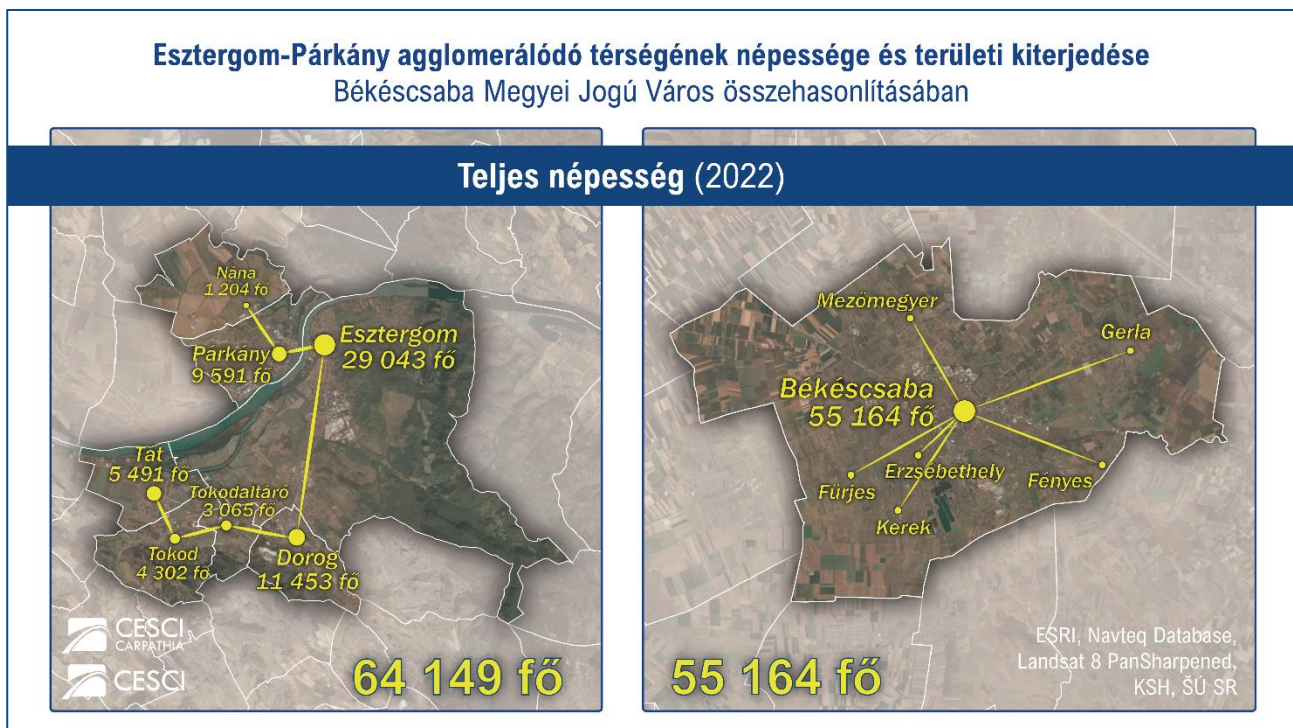 Esztergom-Párkány agglomerálódó térségének népessége és területi kiterjedése
Békéscsaba Megyei Jogú Város összehasonlításában
Teljes népesség (2022)
Nána
1 204 fő
Párkány
9 591 fő
Esztergom
29 043 fő
Tát
5 491 fő
Tokodaltáró
3 065 fő
Tokod
4 302 fő
Dorog
11 453 fő
CESCI
CARPATHIA
CESCI
64 149 fő
Mezőmegyer
Gerla
Békéscsaba
55 164 fő
Erzsébethely
Fényes
Fürjes
Kerek
55 164 fő
ESRI, Navteq Database,
Landsat 8 PanSharpened,
KSH, ŠÚ SR